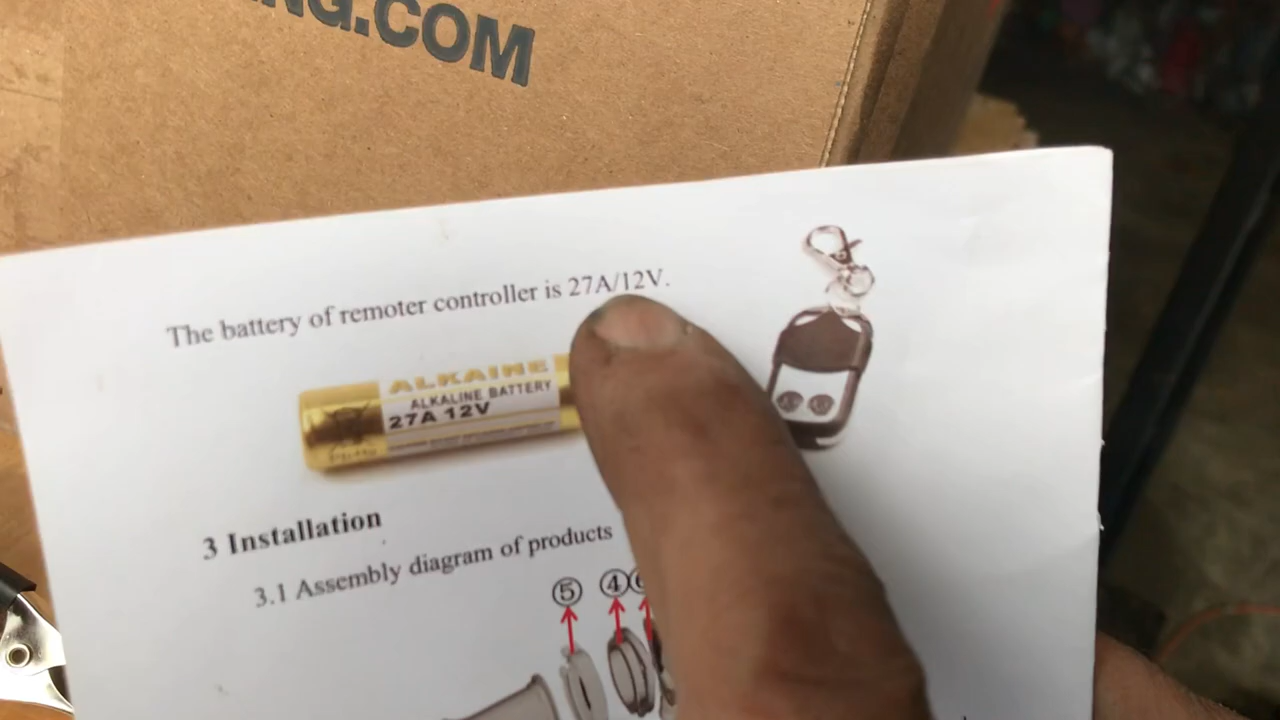 NG.COM
The battery of remoter controller is 27A/12V.
ALKAINE
ALKALINE BATTERY
27A 12V
3 Installation
3.1 Assembly diagram of products
⑤ ④